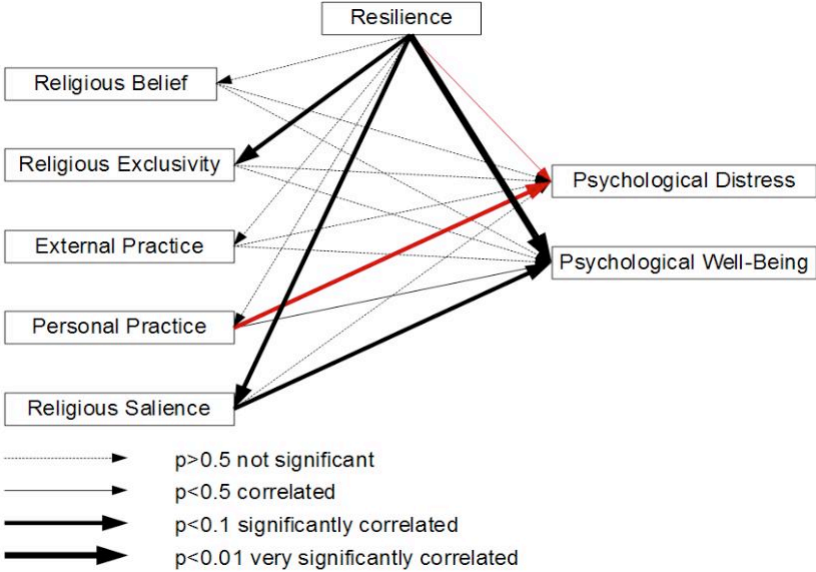 Resilience
Religious Belief
Religious Exclusivity
Psychological Distress
External Practice
Psychological Well-Being
Personal Practice
Religious Salience
p>0.5 not significant
p<0.5 correlated
p<0.1 significantly correlated
p<0.01 very significantly correlated